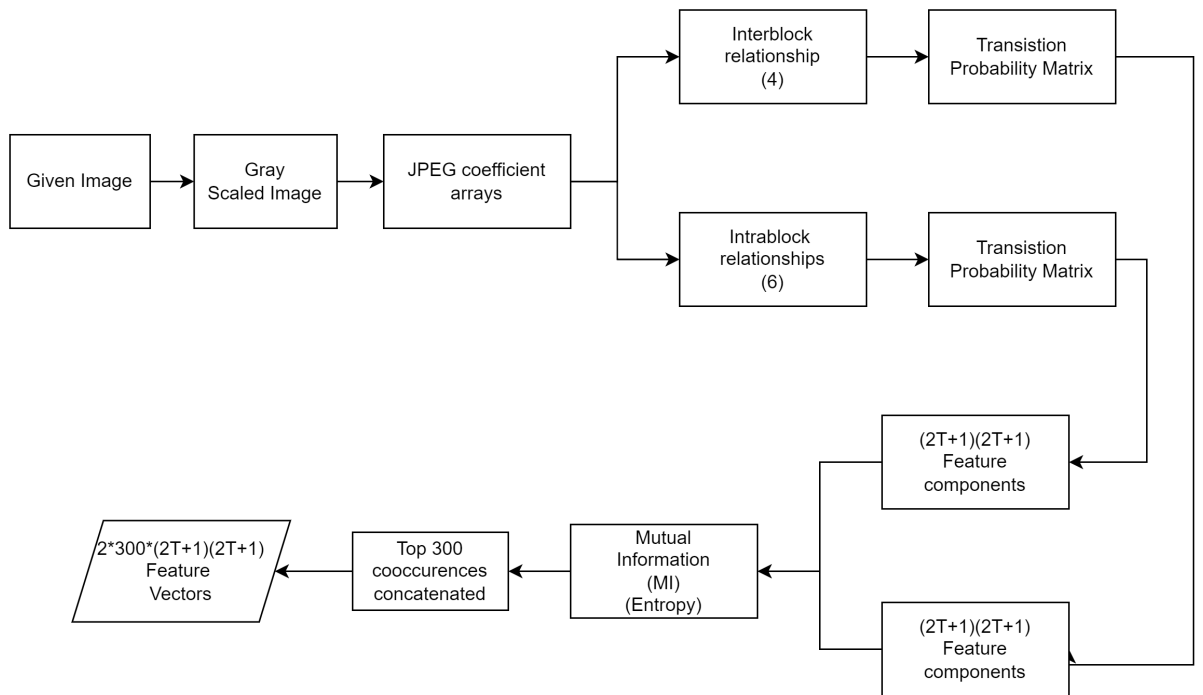 Given Image
Gray
Scaled Image
JPEG coefficient
arrays
Interblock
relationship
(4)
Transistion
Probability Matrix
Intrablock
relationships
(6)
Transistion
Probability Matrix
(2T+1)(2T+1)
Feature
components
(2T+1)(2T+1)
Feature
components
Mutual
Information
(MI)
(Entropy)
Top 300
cooccurences
concatenated
2*300*(2T+1)(2T+1)
Feature
Vectors